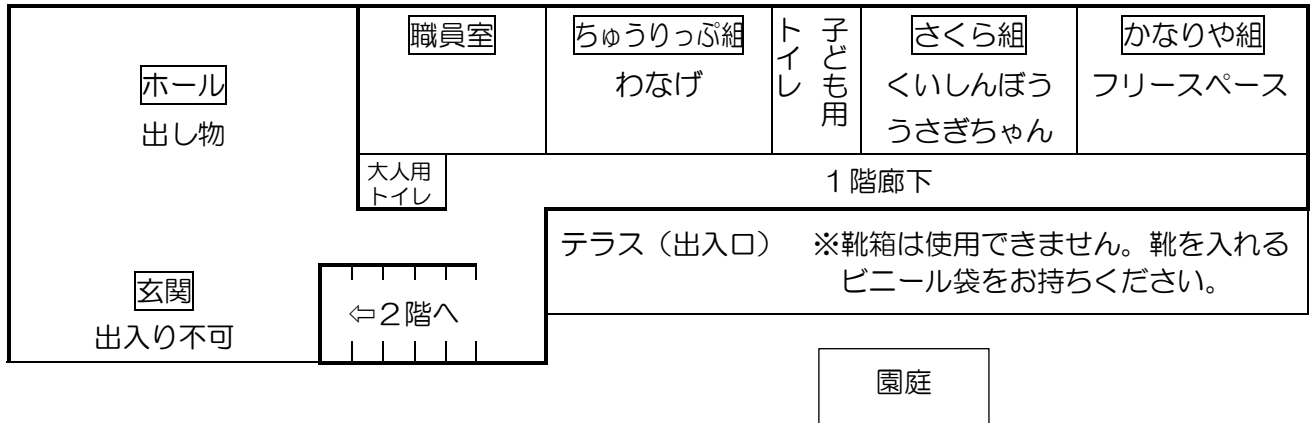 ホール
出し物
職員室
ちゅうりっぷ組
わなげ
子ども用
トイレ
さくら組
くいしんぼう
うさぎちゃん
かなりや組
フリースペース
大人用
トイレ
１階廊下
テラス（出入口）　※靴箱は使用できません。靴を入れる
ビニール袋をお持ちください。
玄関
出入り不可
⇦２階へ
園庭